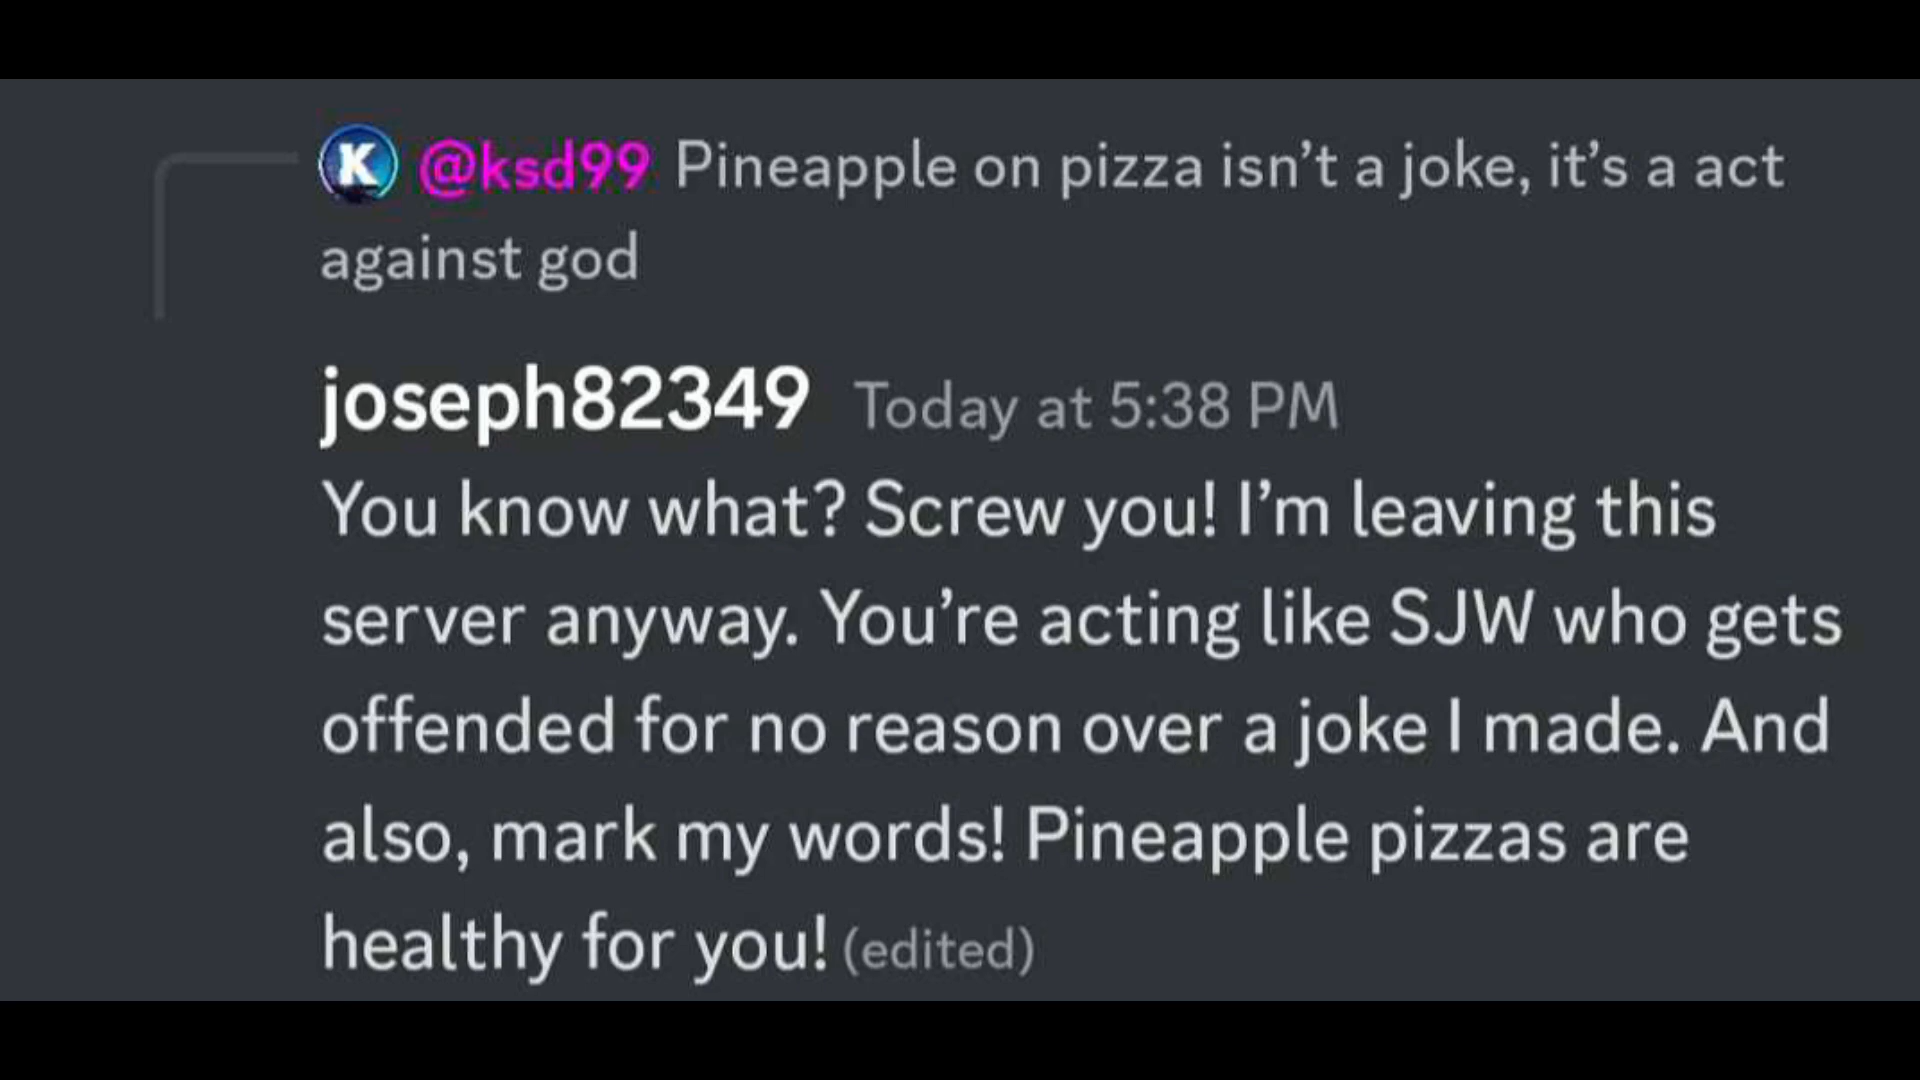 K @ksd99 Pineapple on pizza isn't a joke, it's a act
against god
joseph82349 Today at 5:38 PM
You know what? Screw you! I'm leaving this
server anyway. You're acting like SJW who gets
offended for no reason over a joke I made. And
also, mark my words! Pineapple pizzas are
healthy for you! (edited)